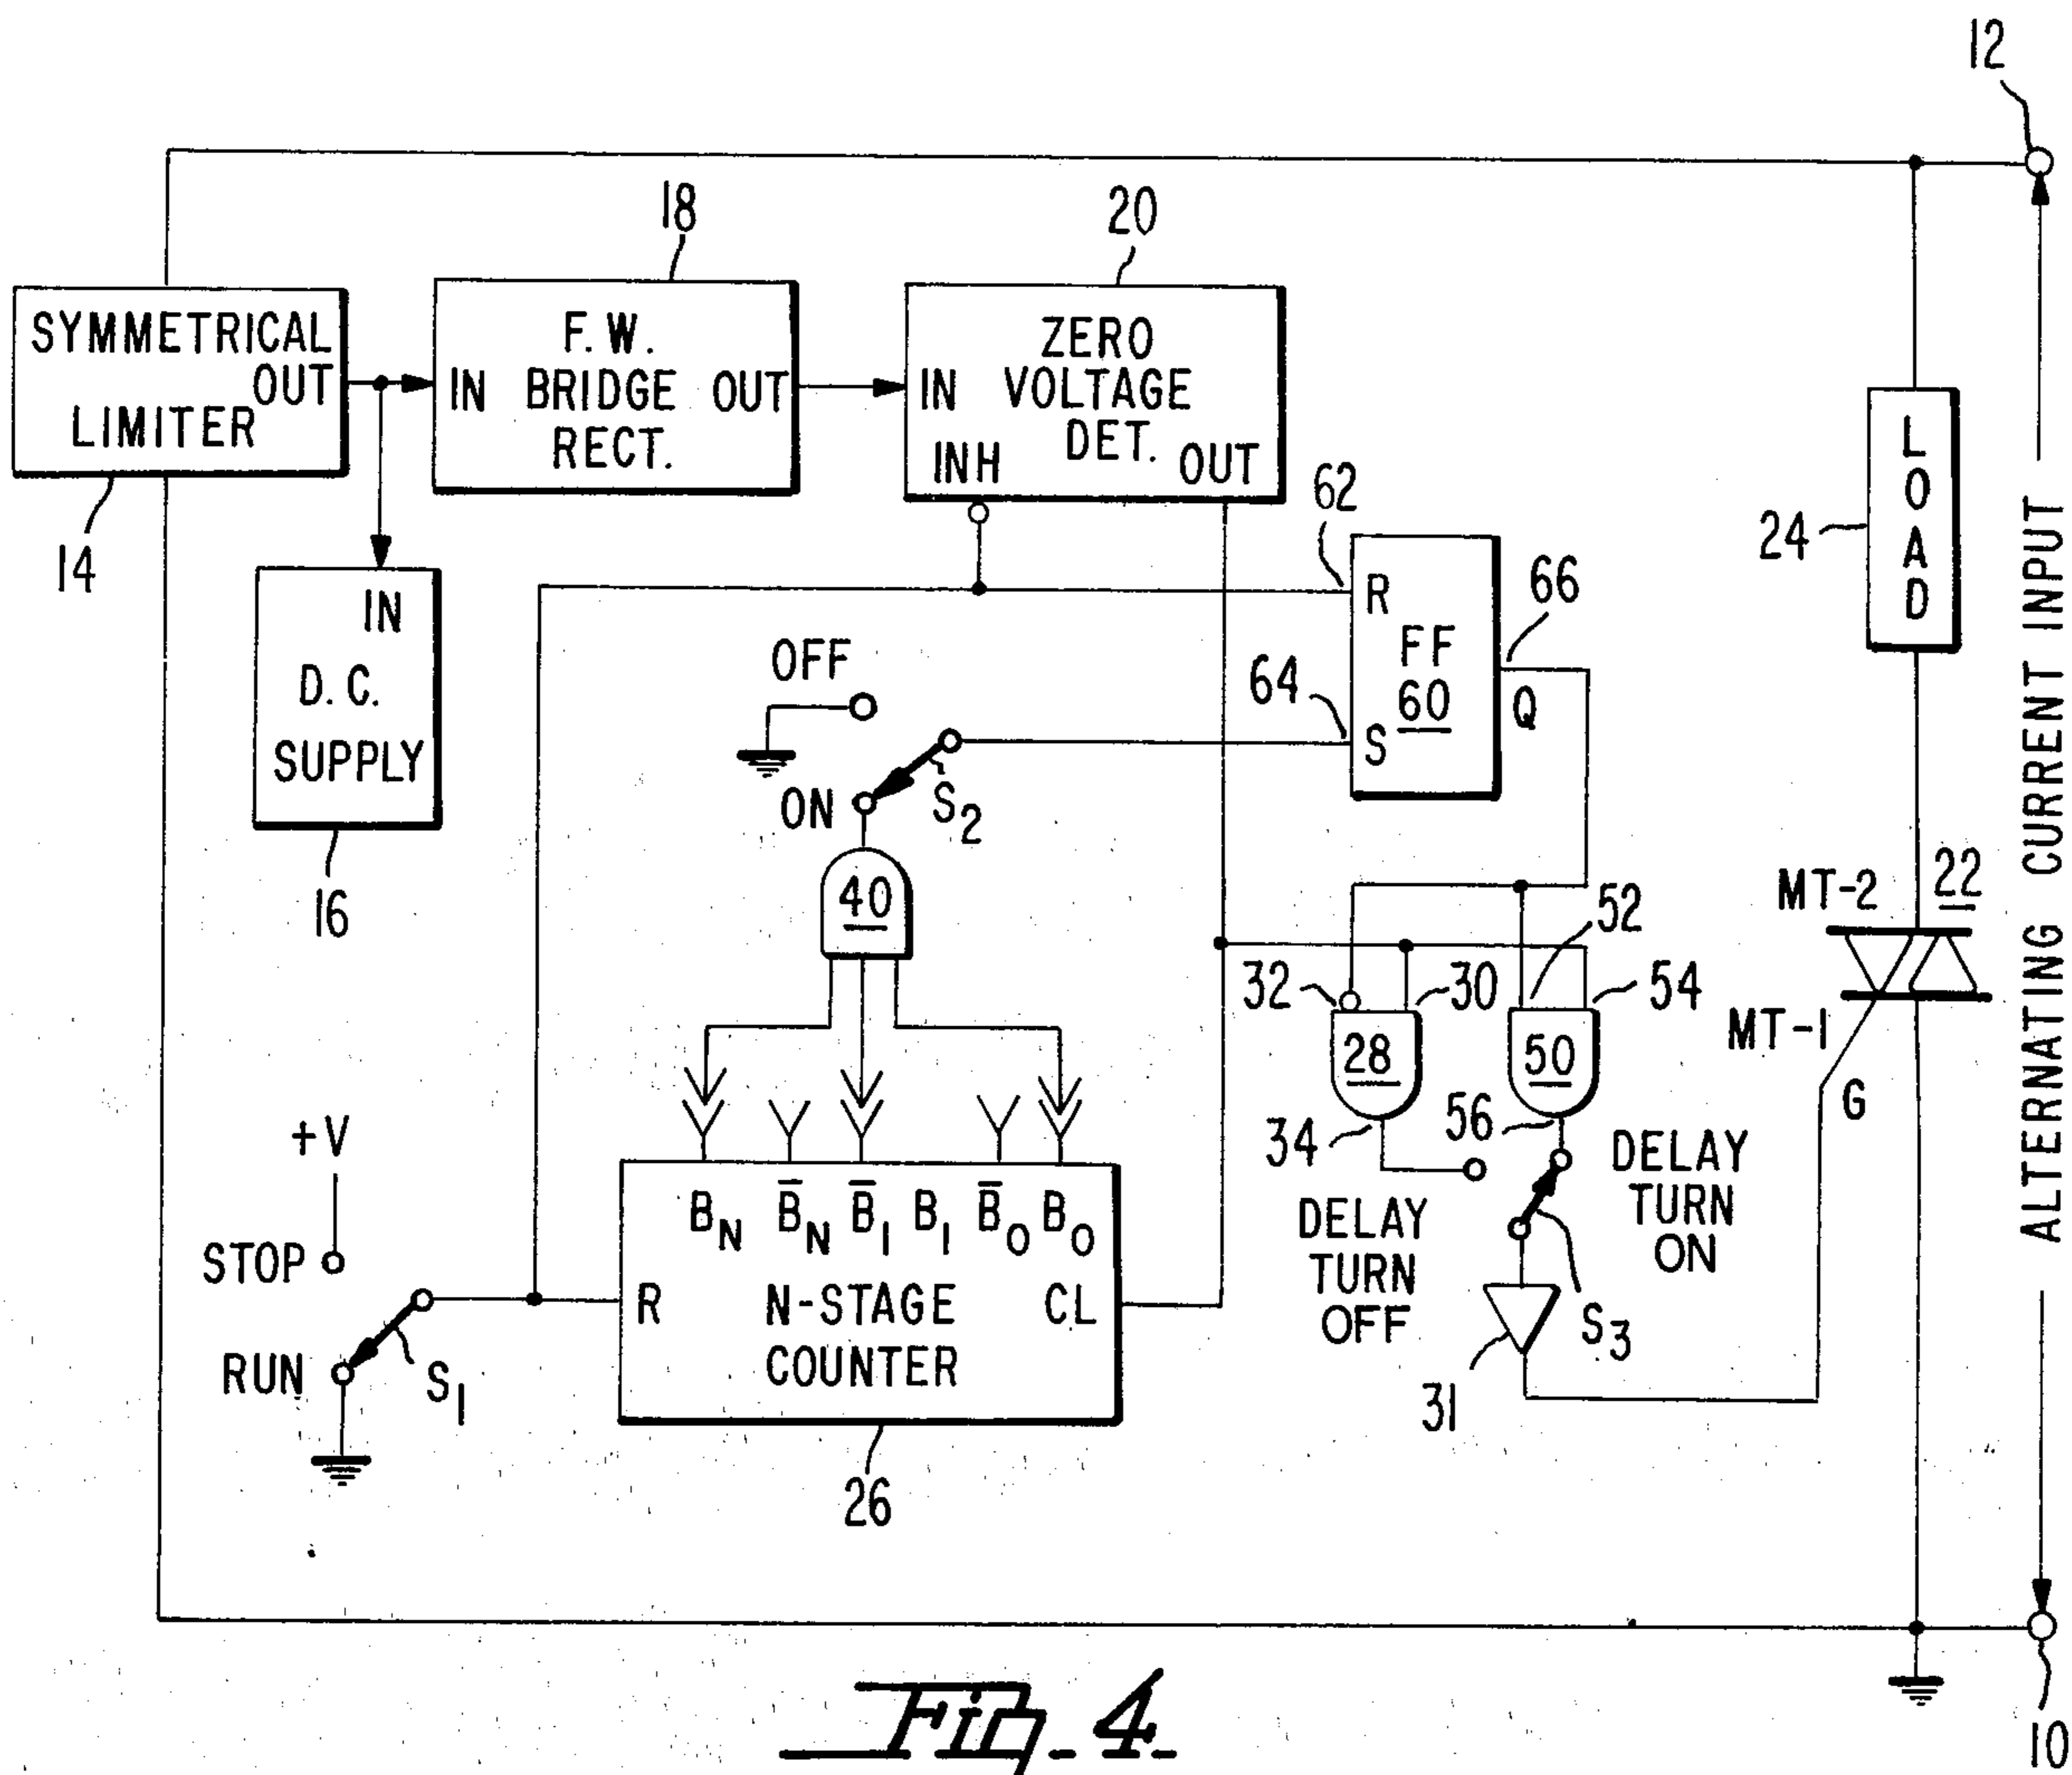 12
18
20
SYMMETRICAL
OUT
LIMITER
F. W.
IN BRIDGE OUT
RECT.
ZERO
IN VOLTAGE
DET.
INH OUT
14
IN
D. C.
SUPPLY
16
62
R
FF
60
66
Q
64
S
LOAD
24
ALTERNATING CURRENT INPUT
OFF
ON
S2
40
MT-2
22
52
32
30
54
28
50
MT-1
G
34
56
DELAY
TURN
OFF
DELAY
TURN
ON
S3
31
+V
STOP
RUN
S1
BN B̄N B̄1 B1 B̄0 B0
R N-STAGE CL
COUNTER
26
10
Fig. 4.